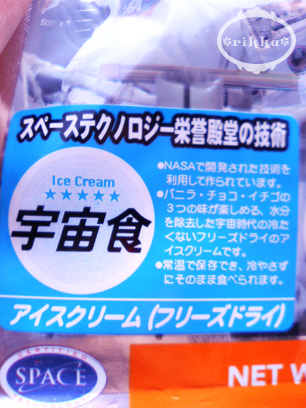 rikka
スペーステクノロジー栄誉殿堂の技術
Ice Cream
★★★★★
宇宙食
●NASAで開発された技術を
利用して作られています。
●バニラ・チョコ・イチゴの
3つの味が楽しめる、水分
を除去した宇宙時代の冷た
くないフリーズドライのア
イスクリームです。
●常温で保存でき、冷やさず
にそのまま食べられます。
アイスクリーム(フリーズドライ)
CERTIFIED
SPACE
NET W